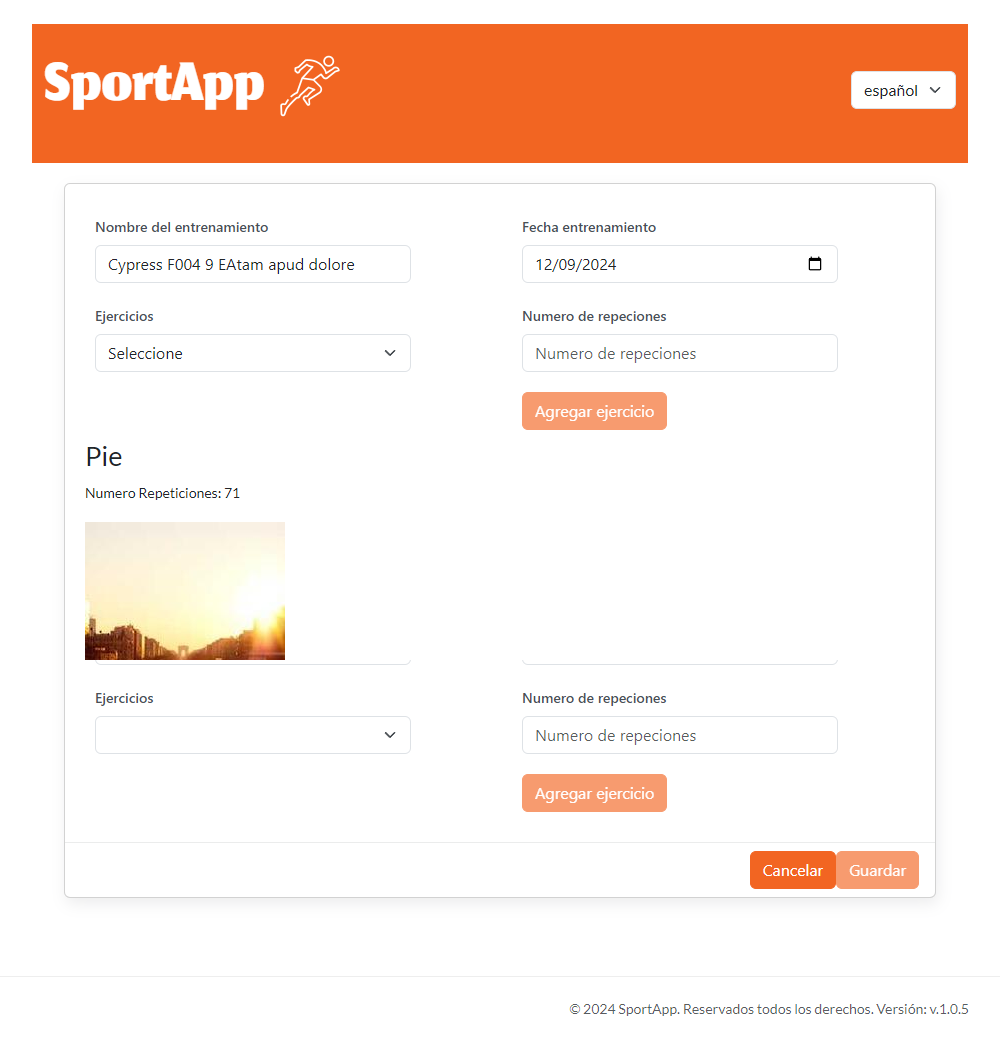 SportApp
español
Nombre del entrenamiento
Fecha entrenamiento
Cypress F004 9 EAtam apud dolore
12/09/2024
Ejercicios
Numero de repeciones
Seleccione
Numero de repeciones
Agregar ejercicio
Pie
Numero Repeticiones: 71
Ejercicios
Numero de repeciones
Numero de repeciones
Agregar ejercicio
Cancelar
Guardar
© 2024 SportApp. Reservados todos los derechos. Versión: v.1.0.5